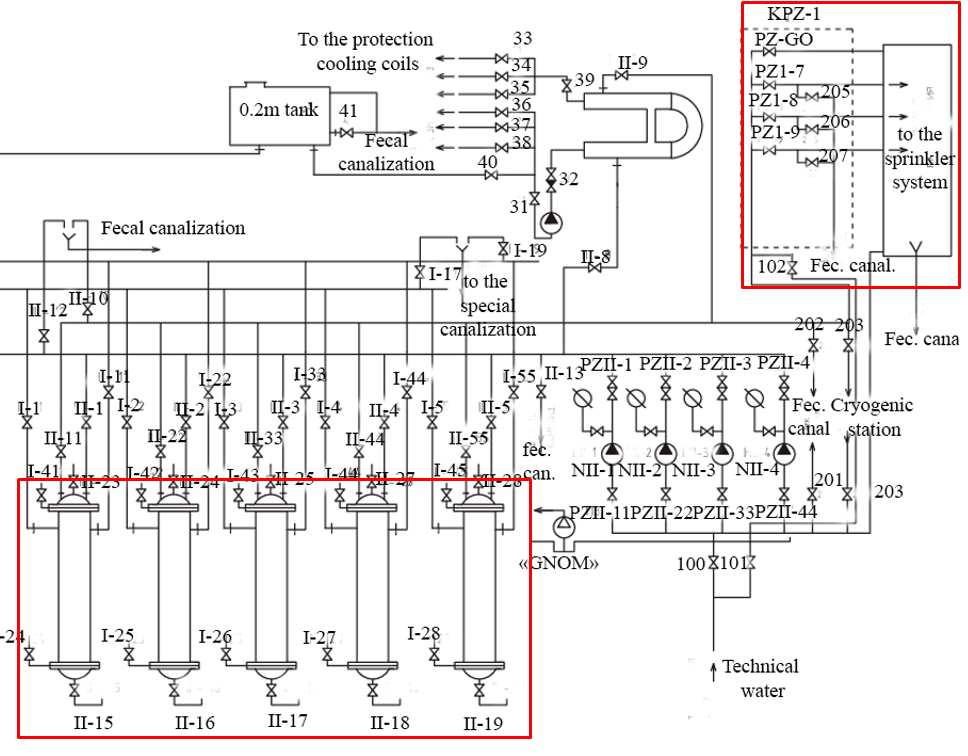 KPZ-1
PZ-GO
PZ1-7
205
PZ1-8
206
PZ1-9
207
to the
sprinkler
system
102
Fec. canal.
33
To the protection
cooling coils
34
35
36
37
38
39
II-9
0.2m tank
41
Fecal
canalization
40
32
31
Fecal canalization
I-19
II-8
I-17
to the
special
canalization
II-10
II-12
202
203
Fec. cana
I-11
I-22
I-33
I-44
I-55
II-13
PZII-1
PZII-2
PZII-3
PZII-4
I-1
II-1
I-2
II-2
I-3
II-3
I-4
II-4
I-5
II-5
Fec.
canal
Cryogenic
station
II-11
II-22
II-33
II-44
II-55
fec.
can.
I-41
II-23
I-42
II-24
I-43
II-25
I-44
II-27
I-45
II-28
NII-1
NII-2
NII-3
NII-4
201
203
PZII-11
PZII-22
PZII-33
PZII-44
«GNOM»
100
101
-24
I-25
I-26
I-27
I-28
Technical
water
II-15
II-16
II-17
II-18
II-19